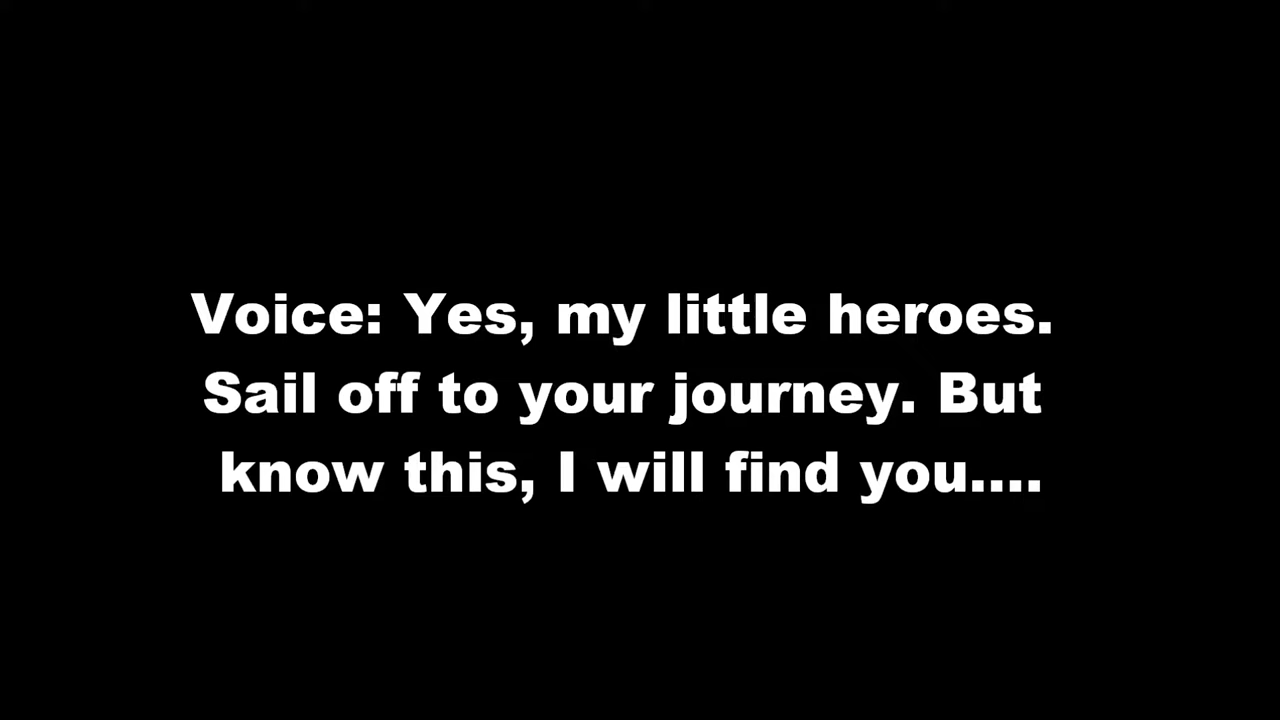 Voice: Yes, my little heroes.
Sail off to your journey. But
know this, I will find you....